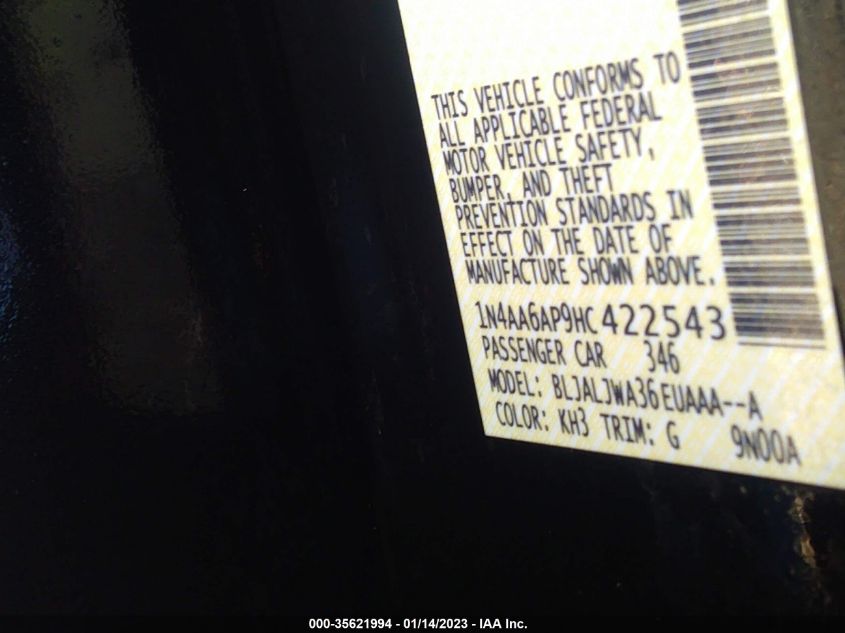 THIS VEHICLE CONFORMS TO
ALL APPLICABLE FEDERAL
MOTOR VEHICLE SAFETY,
BUMPER, AND THEFT
PREVENTION STANDARDS IN
EFFECT ON THE DATE OF
MANUFACTURE SHOWN ABOVE.
1N4AA6AP9HC422543
PASSENGER CAR 346
MODEL: BLJALJWA36EUAAA--A
COLOR: KH3 TRIM: G 9N00A
000-35621994 - 01/14/2023 - IAA Inc.